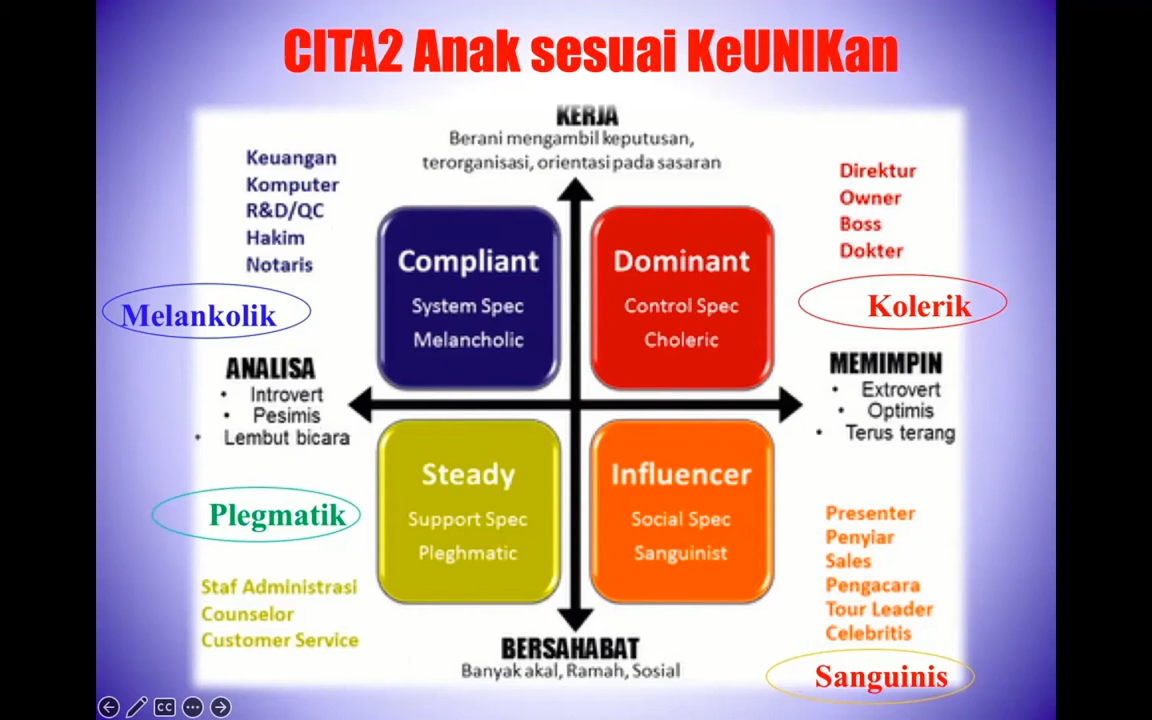 CITA2 Anak sesuai KeUNIKan
KERJA
Berani mengambil keputusan,
terorganisasi, orientasi pada sasaran
Keuangan
Komputer
R&D/QC
Hakim
Notaris
Melankolik
Compliant
System Spec
Melancholic
Dominant
Control Spec
Choleric
Direktur
Owner
Boss
Dokter
Kolerik
ANALISA
• Introvert
• Pesimis
• Lembut bicara
MEMIMPIN
• Extrovert
• Optimis
• Terus terang
Plegmatik
Staf Administrasi
Counselor
Customer Service
Steady
Support Spec
Pleghmatic
Influencer
Social Spec
Sanguinist
Presenter
Penyiar
Sales
Pengacara
Tour Leader
Celebritis
Sanguinis
BERSAHABAT
Banyak akal, Ramah, Sosial
CC